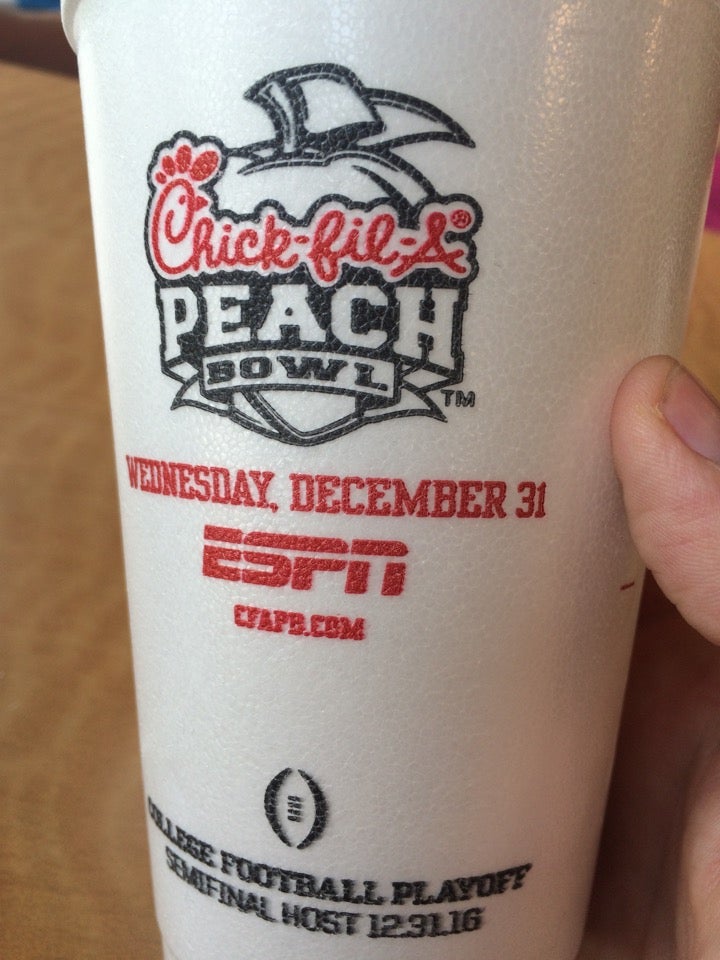 Chick-fil-A®
PEACH
BOWL
TM
WEDNESDAY, DECEMBER 31
ESPN
CFAPB.COM
COLLEGE FOOTBALL PLAYOFF
SEMIFINAL HOST 12.31.16